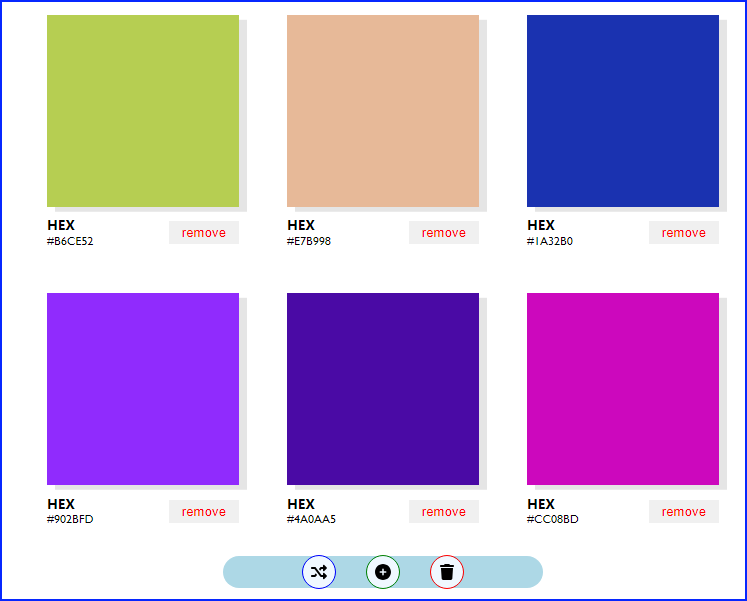 HEX remove HEX remove HEX remove
#B6CE52 #E7B998 #1A32B0
HEX remove HEX remove HEX remove
#902BFD #4A0AA5 #CC08BD